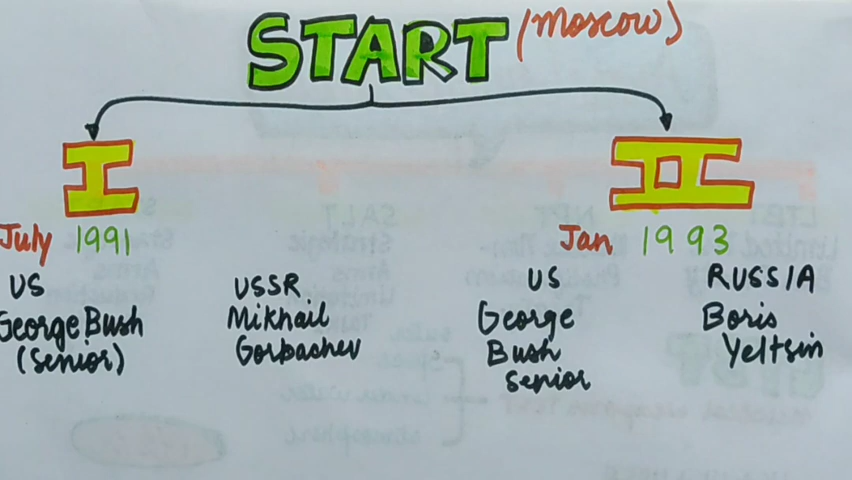 START (Moscow)
I II
July 1991 Jan 1993
US USSR US RUSSIA
George Bush Mikhail George Boris
(senior) Gorbachev Bush Yeltsin
senior